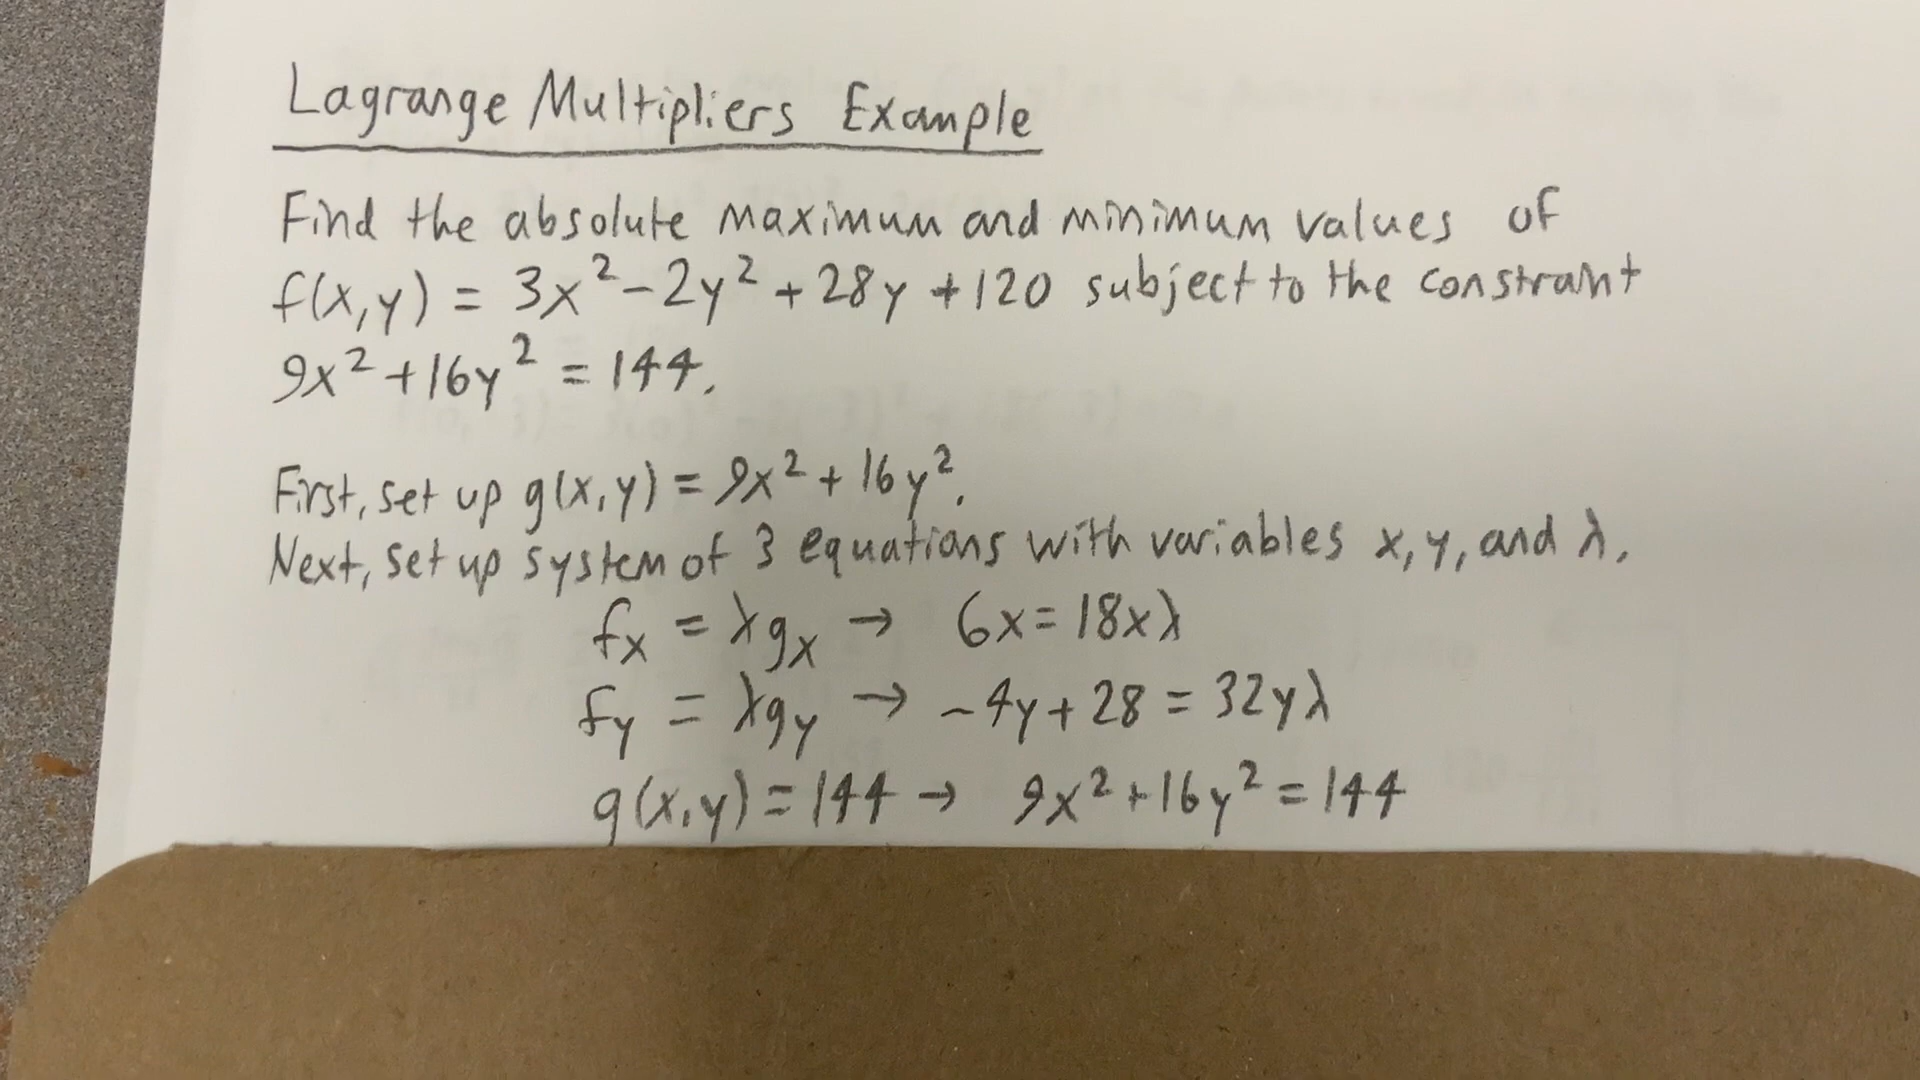 Lagrange Multipliers Example
Find the absolute maximum and minimum values of
f(x,y) = 3x² - 2y² + 28y + 120 subject to the constraint
9x² + 16y² = 144.
First, set up g(x,y) = 9x² + 16y².
Next, set up system of 3 equations with variables x, y, and λ.
fx = λgx → 6x = 18xλ
fy = λgy → -4y + 28 = 32yλ
g(x,y) = 144 → 9x² + 16y² = 144